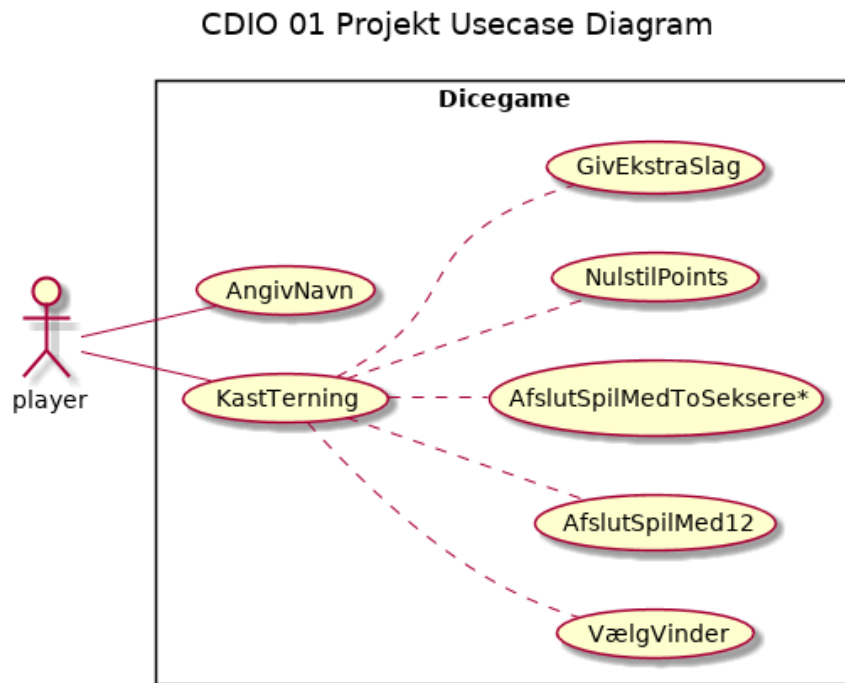 CDIO 01 Projekt Usecase Diagram
Dicegame
GivEkstraSlag
NulstilPoints
AngivNavn
player
KastTerning
AfslutSpilMedToSeksere*
AfslutSpilMed12
VælgVinder